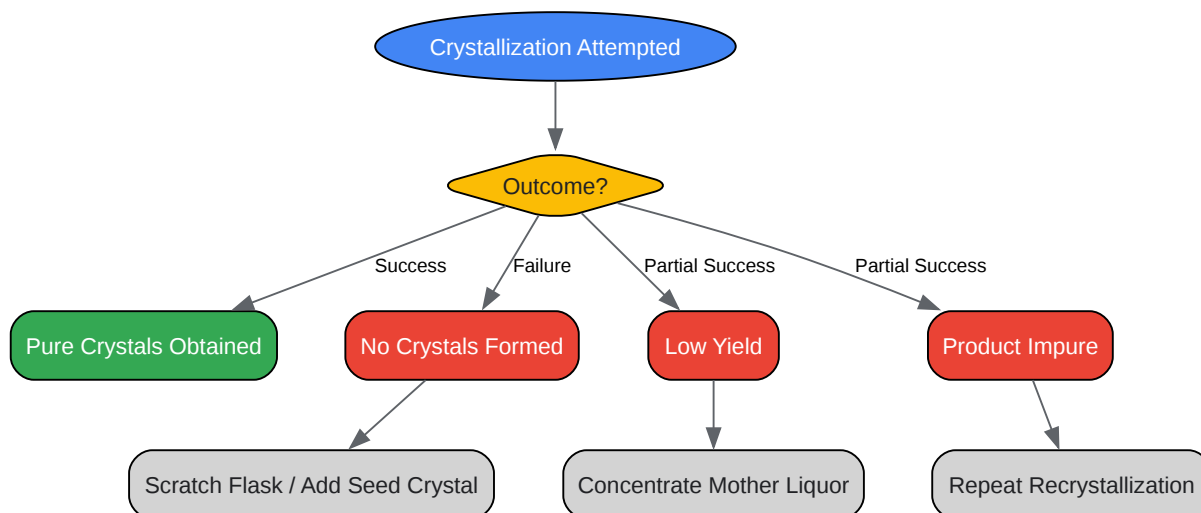 Crystallization Attempted
Outcome?
Success
Failure
Partial Success
Partial Success
Pure Crystals Obtained
No Crystals Formed
Low Yield
Product Impure
Scratch Flask / Add Seed Crystal
Concentrate Mother Liquor
Repeat Recrystallization